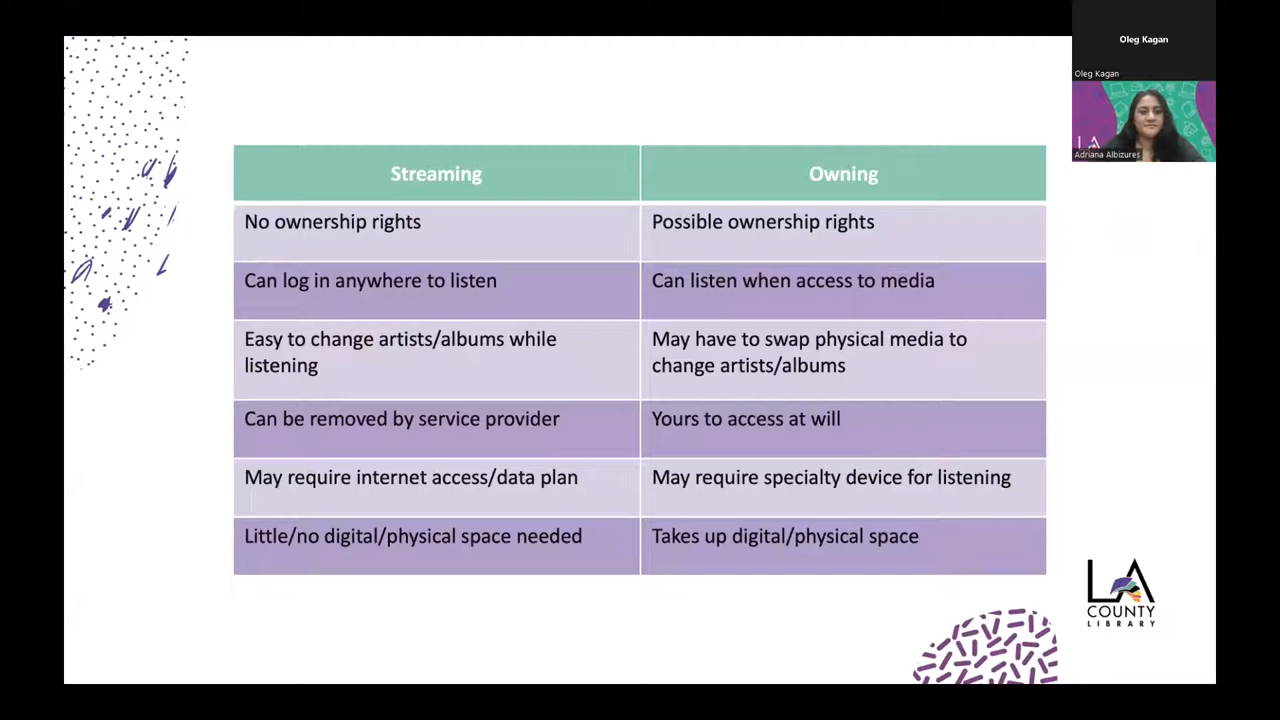 Oleg Kagan
Oleg Kagan
LA
Adriana Albizures
Streaming
Owning
No ownership rights
Possible ownership rights
Can log in anywhere to listen
Can listen when access to media
Easy to change artists/albums while
listening
May have to swap physical media to
change artists/albums
Can be removed by service provider
Yours to access at will
May require internet access/data plan
May require specialty device for listening
Little/no digital/physical space needed
Takes up digital/physical space
LA
COUNTY
LIBRARY